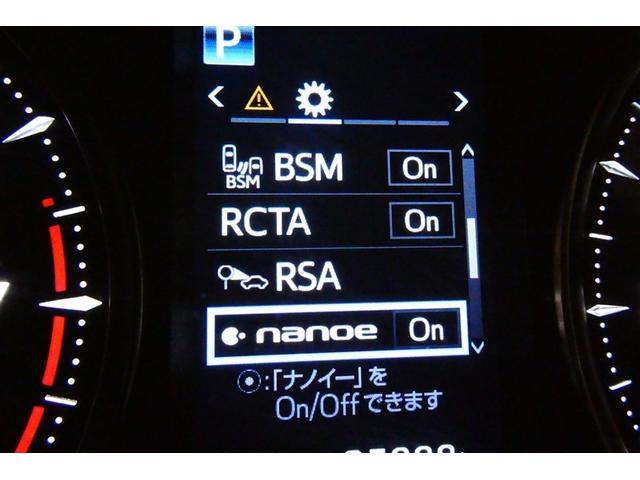 P
BSM BSM On
RCTA On
RSA
nanoe On
:「ナノイー」を
On/Offできます